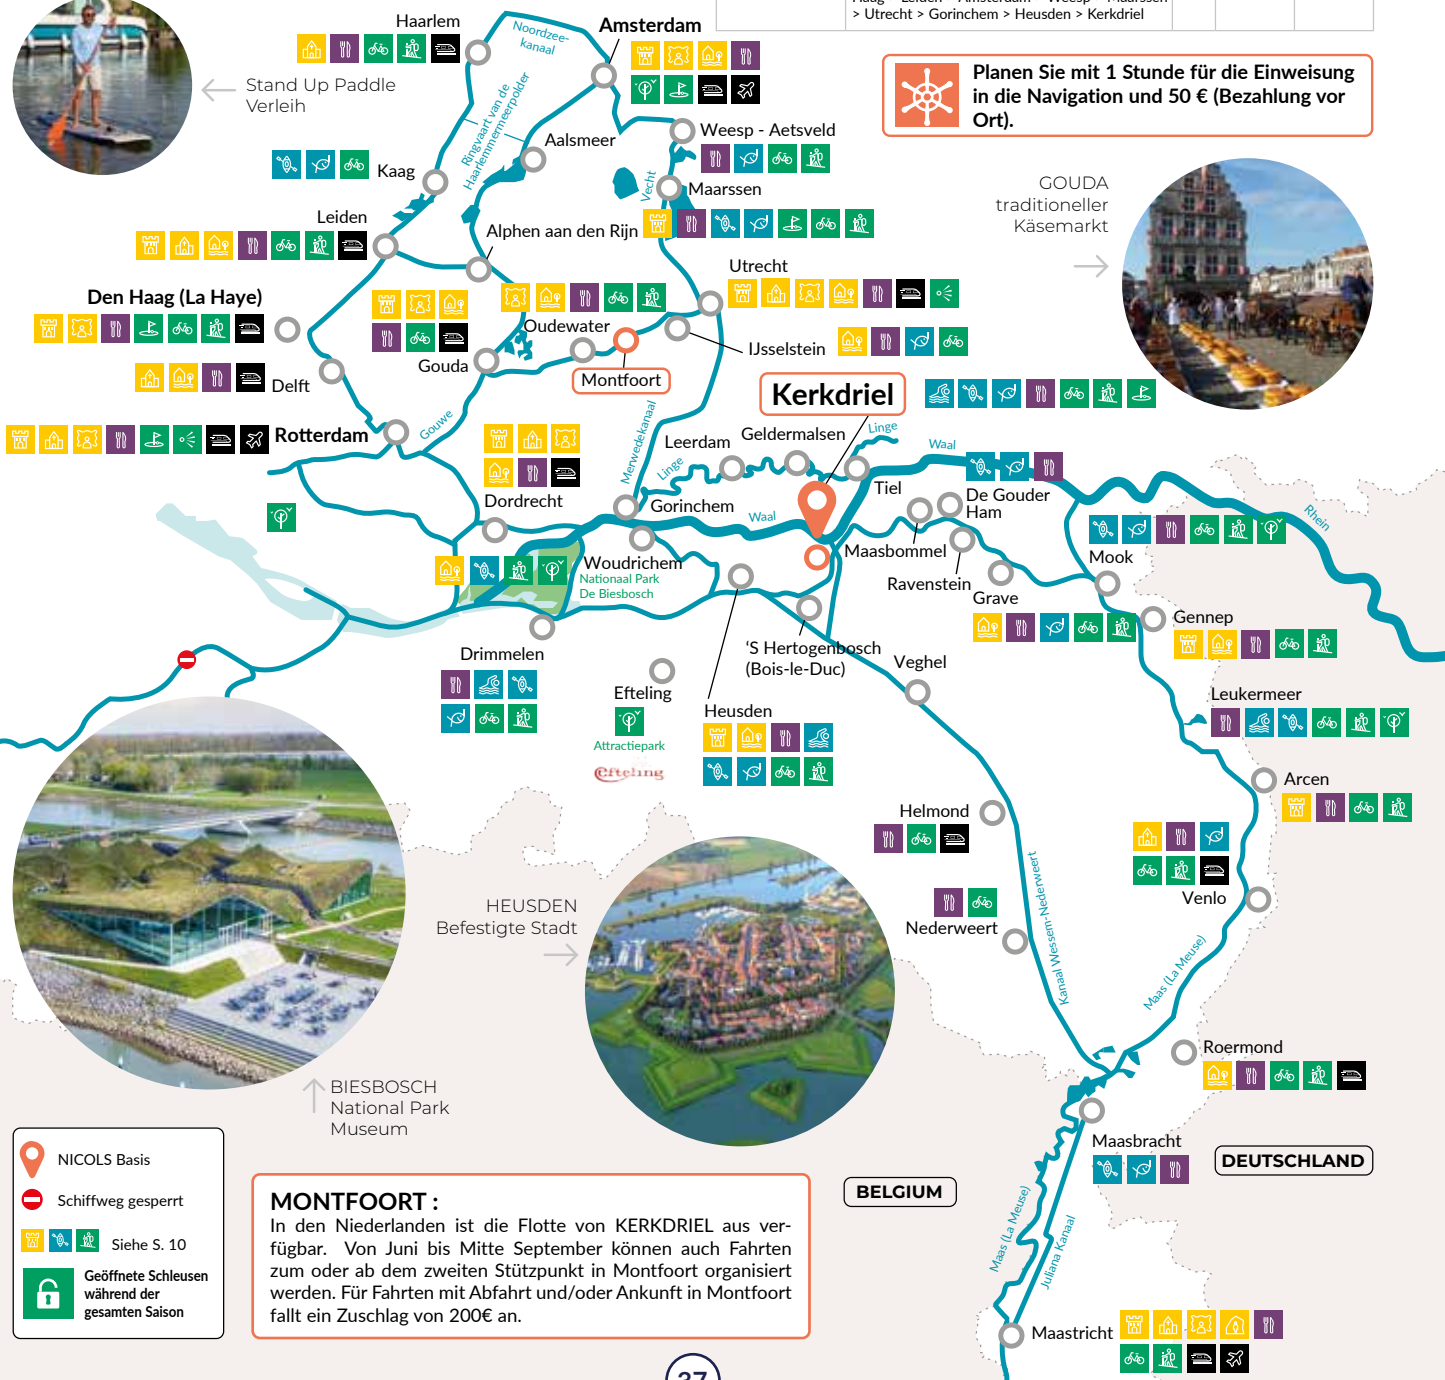 Haag Leiden Amsterdam Weesp Maarssen
> Utrecht > Gorinchem > Heusden > Kerkdriel
Planen Sie mit 1 Stunde für die Einweisung
in die Navigation und 50 € (Bezahlung vor
Ort).
Stand Up Paddle
Verleih
Haarlem
Noordzee-
kanaal
Amsterdam
Ringvaart van de
Haarlemmermeerpolder
Aalsmeer
Weesp - Aetsveld
Kaag
Vecht
Maarssen
GOUDA
traditioneller
Käsemarkt
Leiden
Alphen aan den Rijn
Utrecht
Den Haag (La Haye)
Oudewater
IJsselstein
Gouda
Montfoort
Delft
Kerkdriel
Rotterdam
Gouwe
Merwedekanaal
Leerdam
Geldermalsen
Linge
Linge
Waal
Tiel
De Gouder
Ham
Dordrecht
Gorinchem
Waal
Rhein
Maasbommel
Mook
Woudrichem
Nationaal Park
De Biesbosch
Ravenstein
Grave
Gennep
Drimmelen
'S Hertogenbosch
(Bois-le-Duc)
Veghel
Efteling
Attractiepark
Efteling
Heusden
Leukermeer
Arcen
Helmond
Kanaal Wessem-Nederweert
Venlo
HEUSDEN
Befestigte Stadt
Nederweert
Maas (La Meuse)
Roermond
BIESBOSCH
National Park
Museum
Maasbracht
DEUTSCHLAND
BELGIUM
Maas (La Meuse)
Juliana Kanaal
Maastricht
NICOLS Basis
Schiffweg gesperrt
Siehe S. 10
Geöffnete Schleusen
während der
gesamten Saison
MONTFOORT :
In den Niederlanden ist die Flotte von KERKDRIEL aus ver-
fügbar. Von Juni bis Mitte September können auch Fahrten
zum oder ab dem zweiten Stützpunkt in Montfoort organisiert
werden. Für Fahrten mit Abfahrt und/oder Ankunft in Montfoort
fallt ein Zuschlag von 200€ an.
37